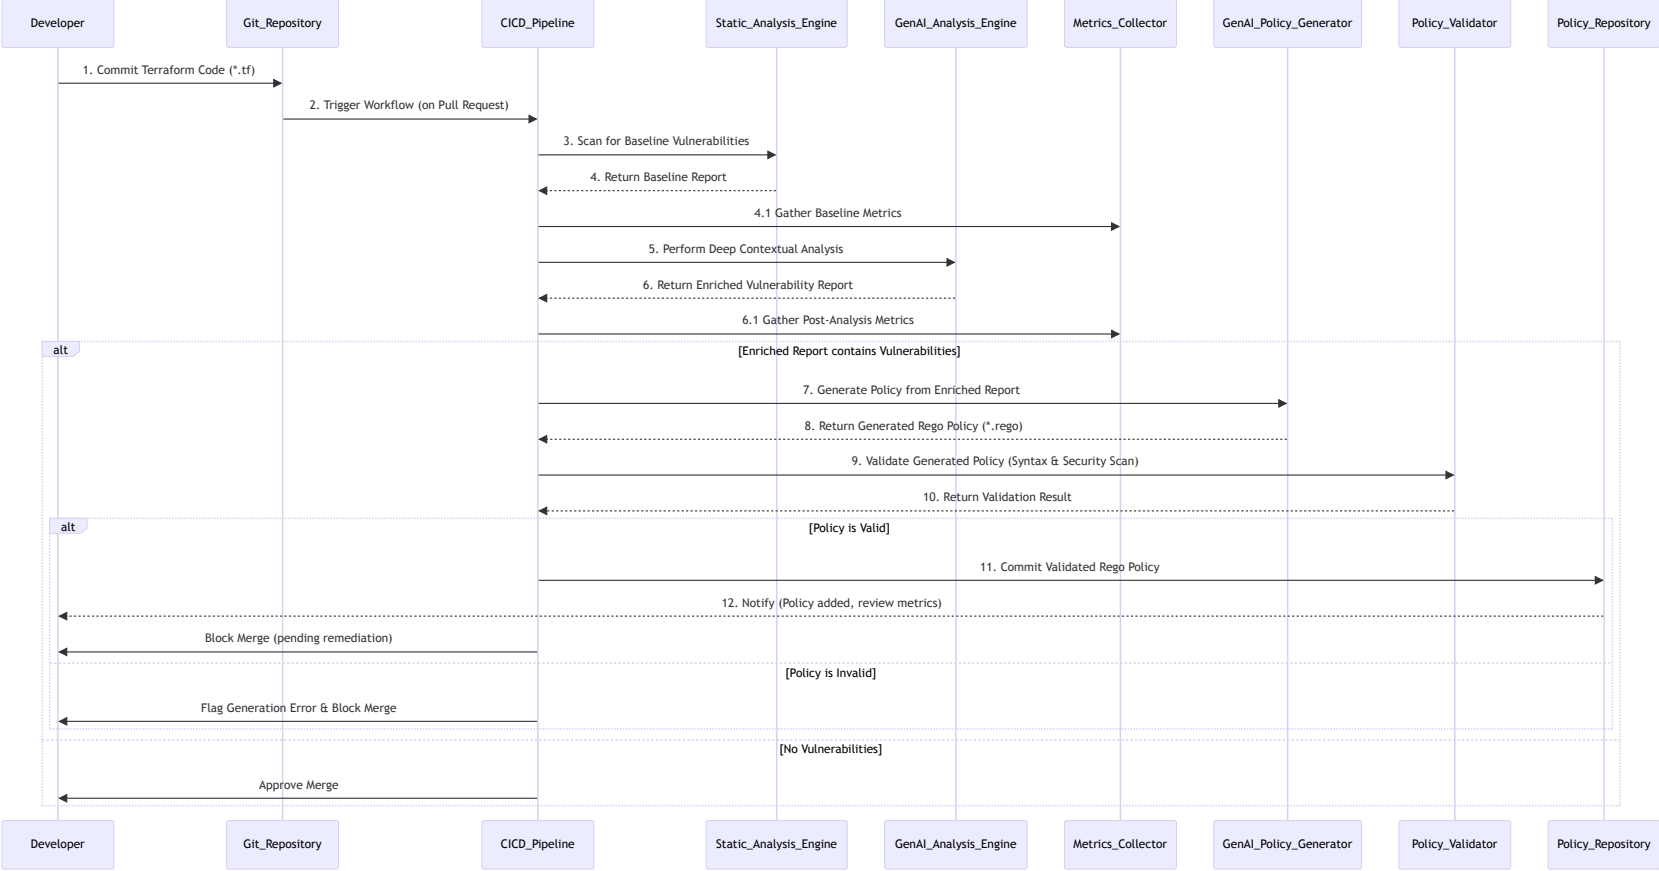 Developer
Git_Repository
CICD_Pipeline
Static_Analysis_Engine
GenAI_Analysis_Engine
Metrics_Collector
GenAI_Policy_Generator
Policy_Validator
Policy_Repository
1. Commit Terraform Code (*.tf)
2. Trigger Workflow (on Pull Request)
3. Scan for Baseline Vulnerabilities
4. Return Baseline Report
4.1 Gather Baseline Metrics
5. Perform Deep Contextual Analysis
6. Return Enriched Vulnerability Report
6.1 Gather Post-Analysis Metrics
alt
[Enriched Report contains Vulnerabilities]
7. Generate Policy from Enriched Report
8. Return Generated Rego Policy (*.rego)
9. Validate Generated Policy (Syntax & Security Scan)
10. Return Validation Result
alt
[Policy is Valid]
11. Commit Validated Rego Policy
12. Notify (Policy added, review metrics)
Block Merge (pending remediation)
[Policy is Invalid]
Flag Generation Error & Block Merge
[No Vulnerabilities]
Approve Merge
Developer
Git_Repository
CICD_Pipeline
Static_Analysis_Engine
GenAI_Analysis_Engine
Metrics_Collector
GenAI_Policy_Generator
Policy_Validator
Policy_Repository